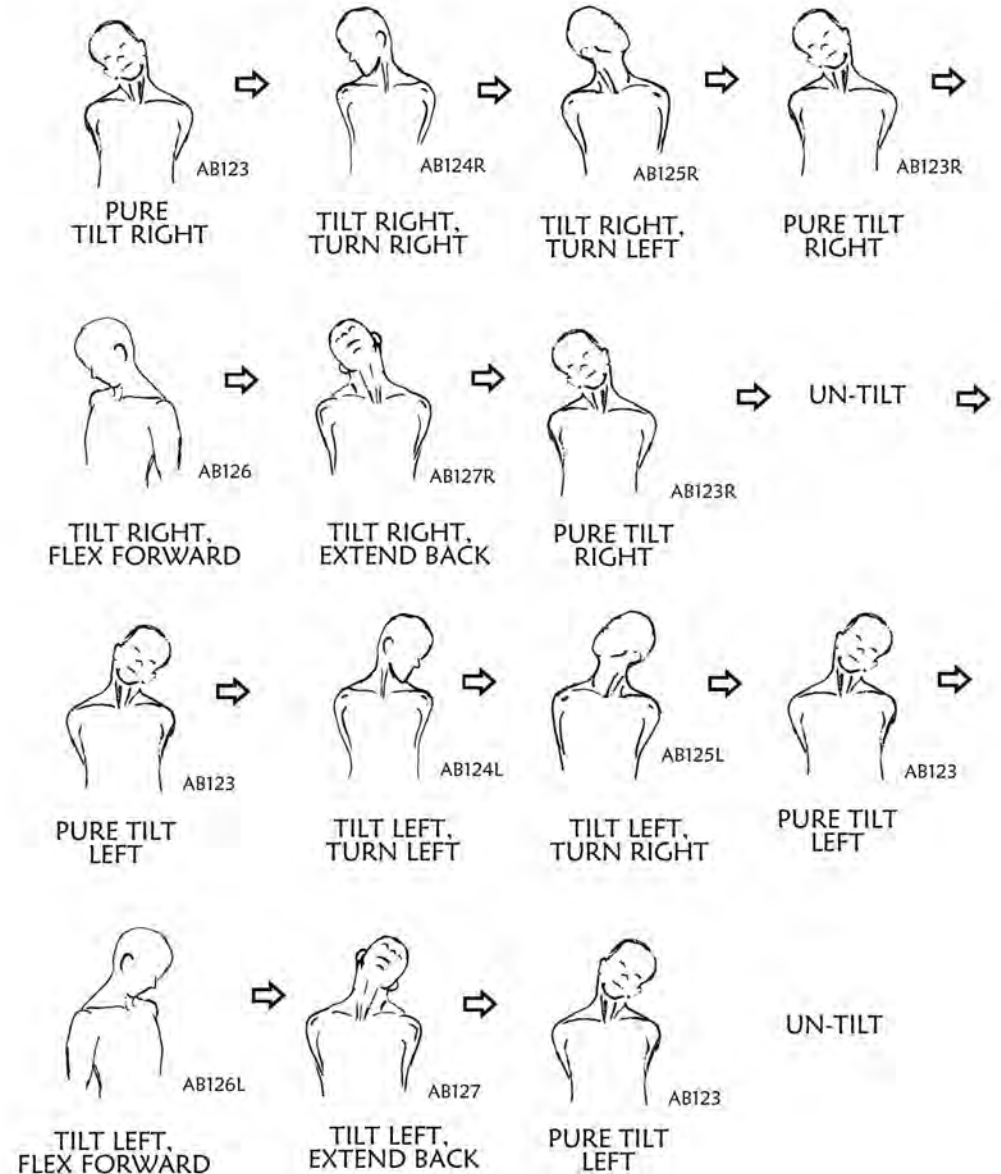 AB123
PURE
TILT RIGHT
AB124R
TILT RIGHT,
TURN RIGHT
AB125R
TILT RIGHT,
TURN LEFT
AB123R
PURE TILT
RIGHT
AB126
TILT RIGHT,
FLEX FORWARD
AB127R
TILT RIGHT,
EXTEND BACK
AB123R
PURE TILT
RIGHT
UN-TILT
AB123
PURE TILT
LEFT
AB124L
TILT LEFT,
TURN LEFT
AB125L
TILT LEFT,
TURN RIGHT
AB123
PURE TILT
LEFT
AB126L
TILT LEFT,
FLEX FORWARD
AB127
TILT LEFT,
EXTEND BACK
AB123
PURE TILT
LEFT
UN-TILT